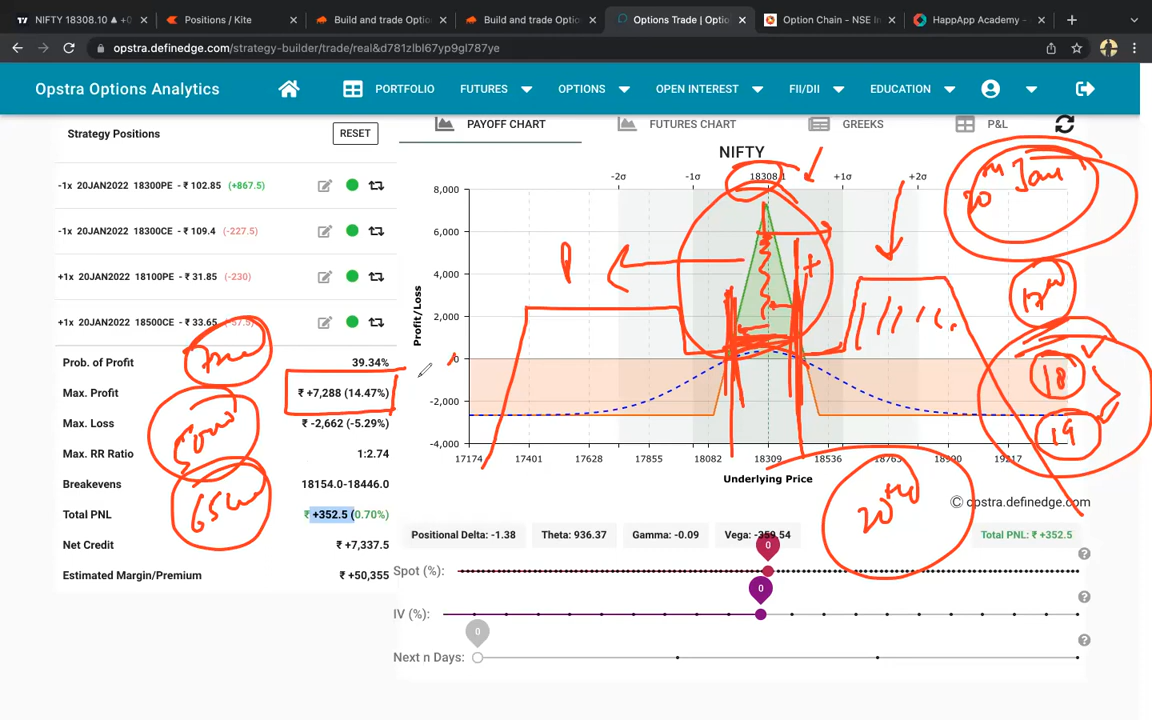 NIFTY 18308.10 ▲ +0
Positions / Kite
Build and trade Optio
Build and trade Optio
Options Trade | Optio
Option Chain - NSE In
HappApp Academy -
opstra.definedge.com/strategy-builder/trade/real&d781zlbl67yp9gl787ye
Opstra Options Analytics
PORTFOLIO
FUTURES
OPTIONS
OPEN INTEREST
FII/DII
EDUCATION
Strategy Positions
RESET
PAYOFF CHART
FUTURES CHART
GREEKS
P&L
-1x 20JAN2022 18300PE - ₹ 102.85 (+867.5)
-1x 20JAN2022 18300CE - ₹ 109.4 (-227.5)
+1x 20JAN2022 18100PE - ₹ 31.85 (-230)
+1x 20JAN2022 18500CE - ₹ 33.65
Prob. of Profit 39.34%
Max. Profit ₹ +7,288 (14.47%)
Max. Loss ₹ -2,662 (-5.29%)
Max. RR Ratio 1:2.74
Breakevens 18154.0-18446.0
Total PNL ₹ +352.5 (0.70%)
Net Credit ₹ +7,337.5
Estimated Margin/Premium ₹ +50,355
NIFTY
-2σ -1σ 18308.1 +1σ +2σ
8,000
6,000
4,000
2,000
0
-2,000
-4,000
Profit/Loss
17174 17401 17628 17855 18082 18309 18536 18763 18990 19217
Underlying Price
© opstra.definedge.com
20th Jan
18
19
20th
Positional Delta: -1.38
Theta: 936.37
Gamma: -0.09
Vega: -359.54
Total PNL: ₹ +352.5
Spot (%): 0
IV (%): 0
Next n Days: 0